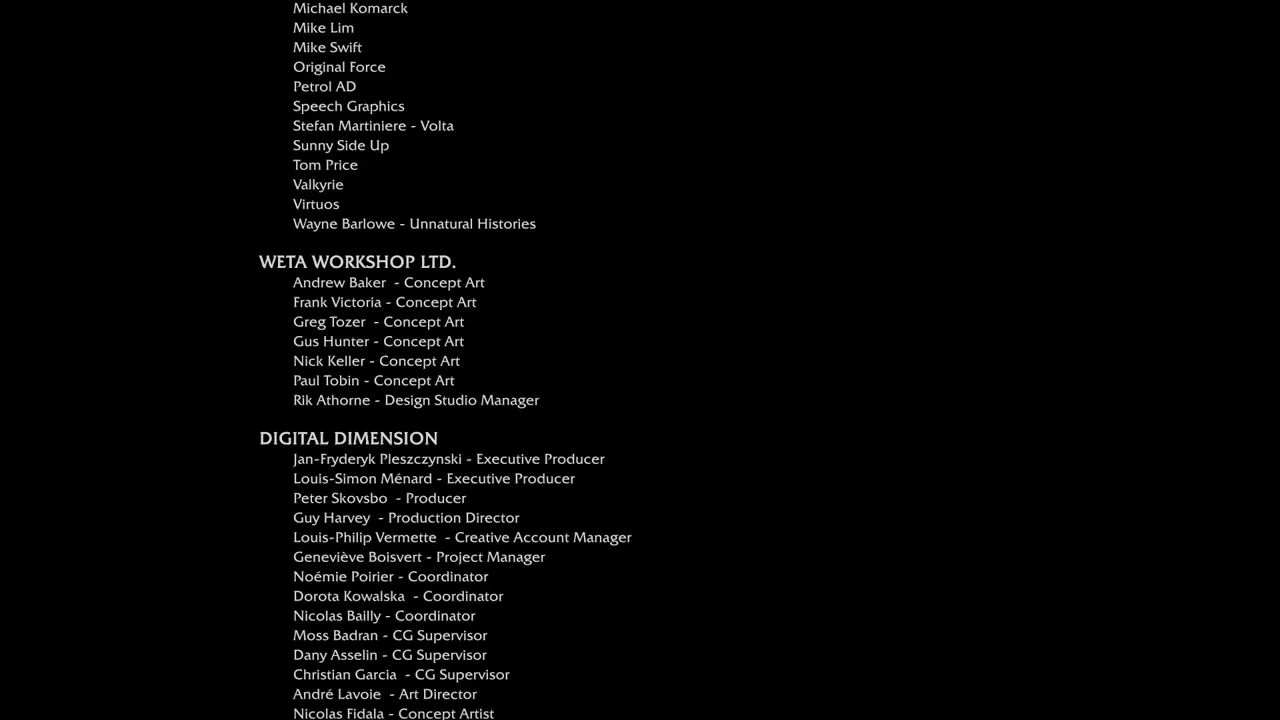 Michael Komarck
Mike Lim
Mike Swift
Original Force
Petrol AD
Speech Graphics
Stefan Martiniere - Volta
Sunny Side Up
Tom Price
Valkyrie
Virtuos
Wayne Barlowe - Unnatural Histories
WETA WORKSHOP LTD.
Andrew Baker  - Concept Art
Frank Victoria - Concept Art
Greg Tozer  - Concept Art
Gus Hunter - Concept Art
Nick Keller - Concept Art
Paul Tobin - Concept Art
Rik Athorne - Design Studio Manager
DIGITAL DIMENSION
Jan-Fryderyk Pleszczynski - Executive Producer
Louis-Simon Ménard - Executive Producer
Peter Skovsbo  - Producer
Guy Harvey  - Production Director
Louis-Philip Vermette  - Creative Account Manager
Geneviève Boisvert - Project Manager
Noémie Poirier - Coordinator
Dorota Kowalska  - Coordinator
Nicolas Bailly - Coordinator
Moss Badran - CG Supervisor
Dany Asselin - CG Supervisor
Christian Garcia  - CG Supervisor
André Lavoie  - Art Director
Nicolas Fidala - Concept Artist